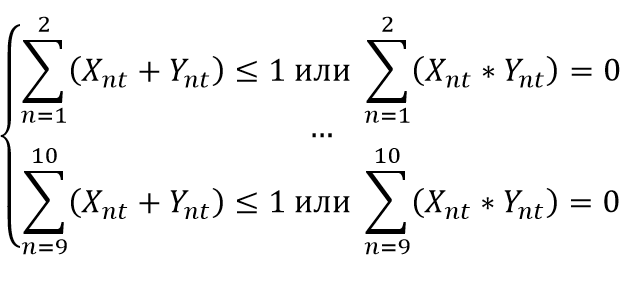 ∑_{n=1}^{2}(X_{nt} + Y_{nt}) ≤ 1 или ∑_{n=1}^{2}(X_{nt} * Y_{nt}) = 0
...
∑_{n=9}^{10}(X_{nt} + Y_{nt}) ≤ 1 или ∑_{n=9}^{10}(X_{nt} * Y_{nt}) = 0